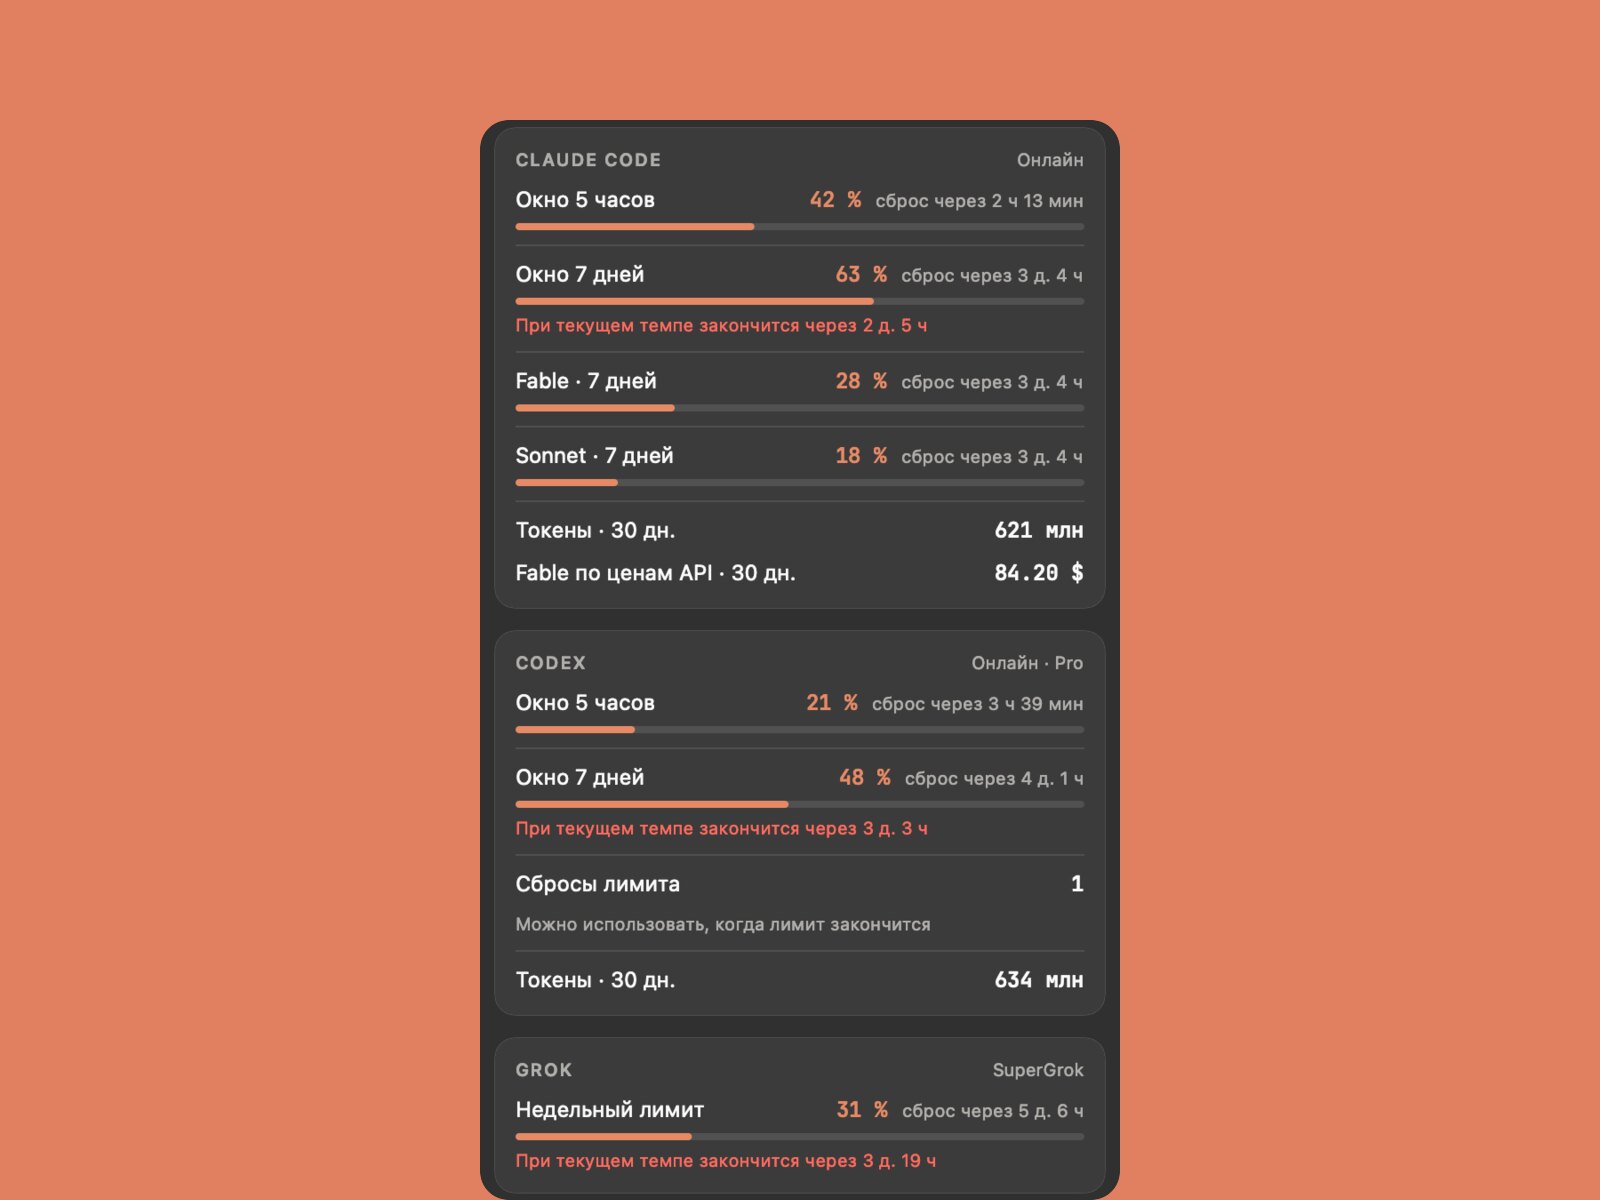 CLAUDE CODE Онлайн
Окно 5 часов 42 % сброс через 2 ч 13 мин
Окно 7 дней 63 % сброс через 3 д. 4 ч
При текущем темпе закончится через 2 д. 5 ч
Fable · 7 дней 28 % сброс через 3 д. 4 ч
Sonnet · 7 дней 18 % сброс через 3 д. 4 ч
Токены · 30 дн. 621 млн
Fable по ценам API · 30 дн. 84.20 $
CODEX Онлайн · Pro
Окно 5 часов 21 % сброс через 3 ч 39 мин
Окно 7 дней 48 % сброс через 4 д. 1 ч
При текущем темпе закончится через 3 д. 3 ч
Сбросы лимита 1
Можно использовать, когда лимит закончится
Токены · 30 дн. 634 млн
GROK SuperGrok
Недельный лимит 31 % сброс через 5 д. 6 ч
При текущем темпе закончится через 3 д. 19 ч